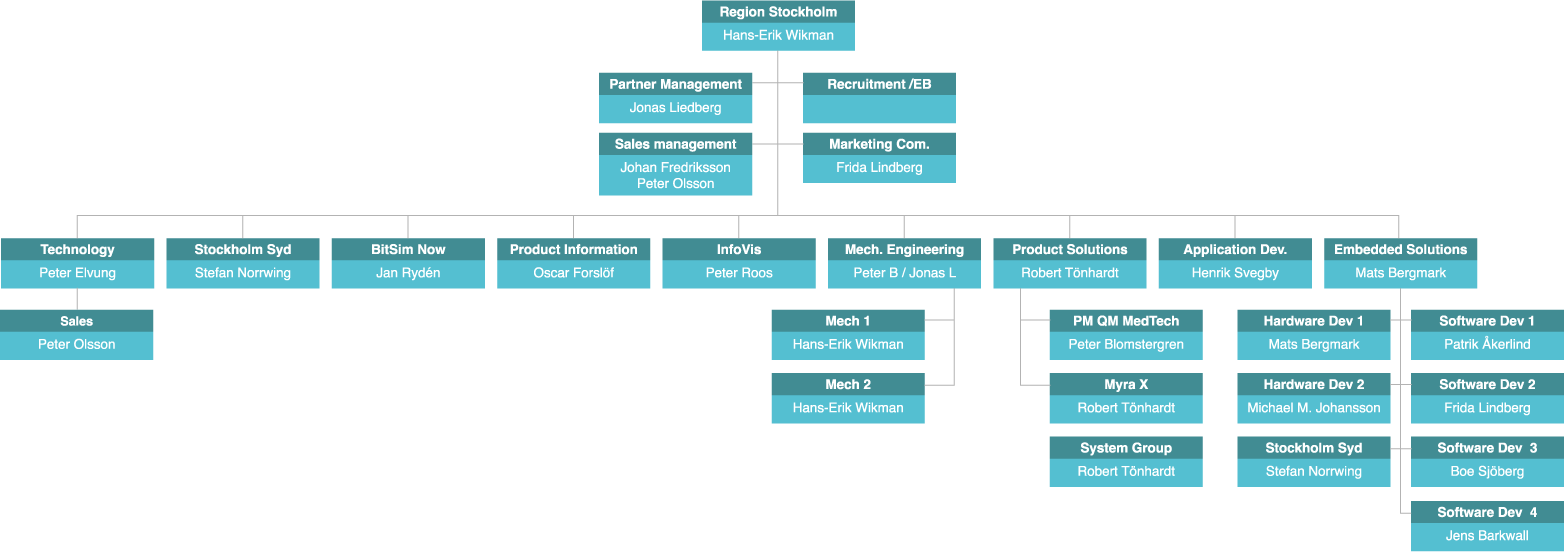 Region Stockholm
Hans-Erik Wikman
Partner Management
Jonas Liedberg
Recruitment /EB
Sales management
Johan Fredriksson
Peter Olsson
Marketing Com.
Frida Lindberg
Technology
Peter Elvung
Stockholm Syd
Stefan Norrwing
BitSim Now
Jan Rydén
Product Information
Oscar Forslöf
InfoVis
Peter Roos
Mech. Engineering
Peter B / Jonas L
Product Solutions
Robert Tönhardt
Application Dev.
Henrik Svegby
Embedded Solutions
Mats Bergmark
Sales
Peter Olsson
Mech 1
Hans-Erik Wikman
Mech 2
Hans-Erik Wikman
PM QM MedTech
Peter Blomstergren
Myra X
Robert Tönhardt
System Group
Robert Tönhardt
Hardware Dev 1
Mats Bergmark
Hardware Dev 2
Michael M. Johansson
Stockholm Syd
Stefan Norrwing
Software Dev 1
Patrik Åkerlind
Software Dev 2
Frida Lindberg
Software Dev 3
Boe Sjöberg
Software Dev 4
Jens Barkwall